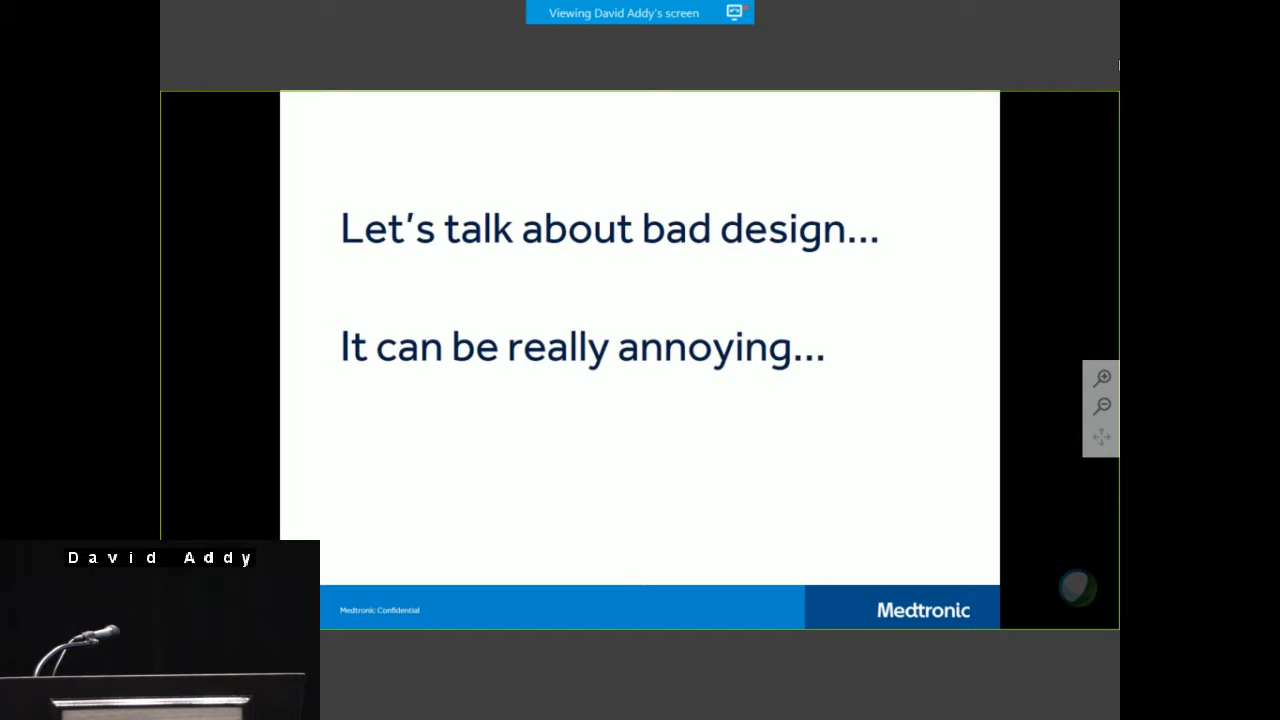 Viewing David Addy's screen
Let's talk about bad design...
It can be really annoying...
David Addy
Medtronic Confidential
Medtronic